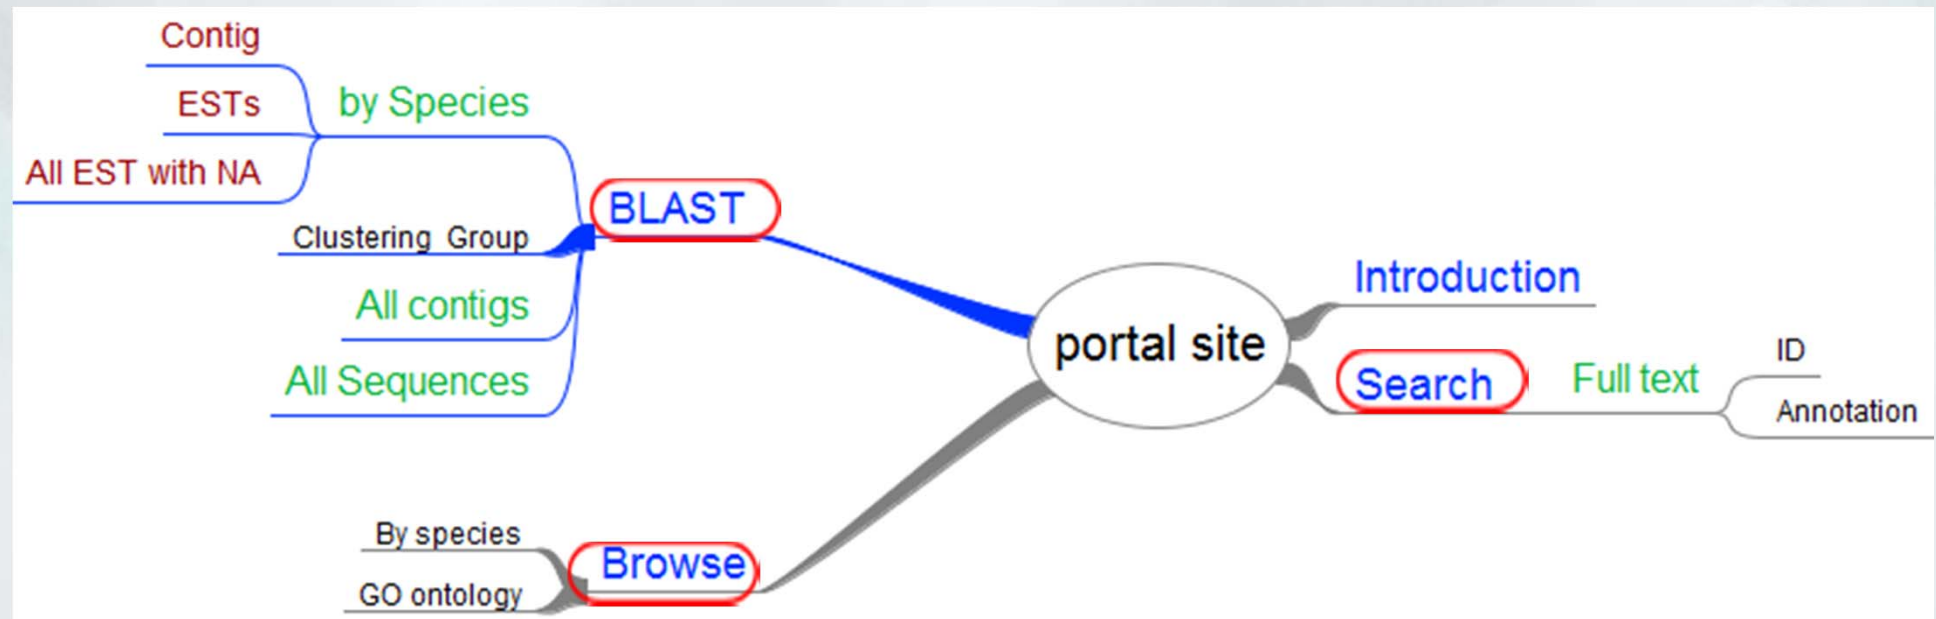 Contig
ESTs
All EST with NA
by Species
Clustering Group
All contigs
All Sequences
BLAST
By species
GO ontology
Browse
portal site
Introduction
Search
Full text
ID
Annotation